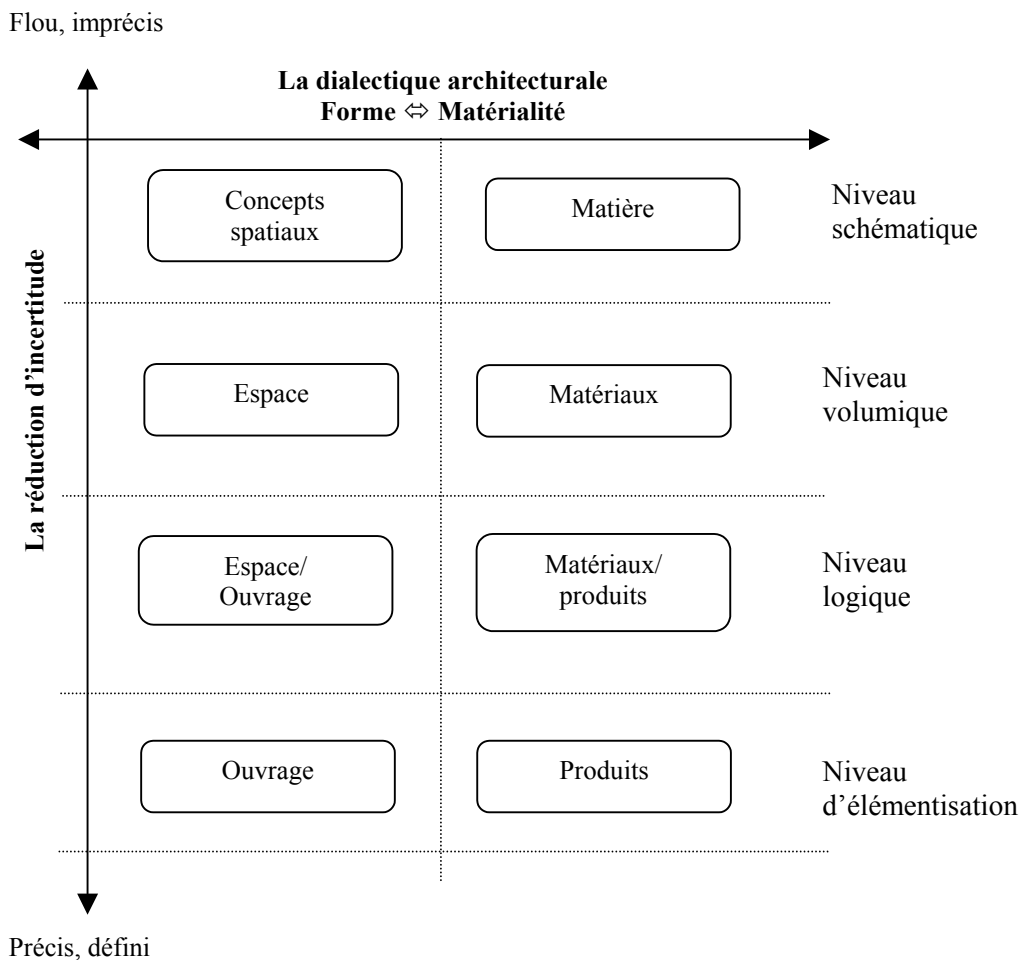 Flou, imprécis
La dialectique architecturale
Forme ⇔ Matérialité
La réduction d’incertitude
Concepts
spatiaux
Matière
Niveau
schématique
Espace
Matériaux
Niveau
volumique
Espace/
Ouvrage
Matériaux/
produits
Niveau
logique
Ouvrage
Produits
Niveau
d’élémentisation
Précis, défini